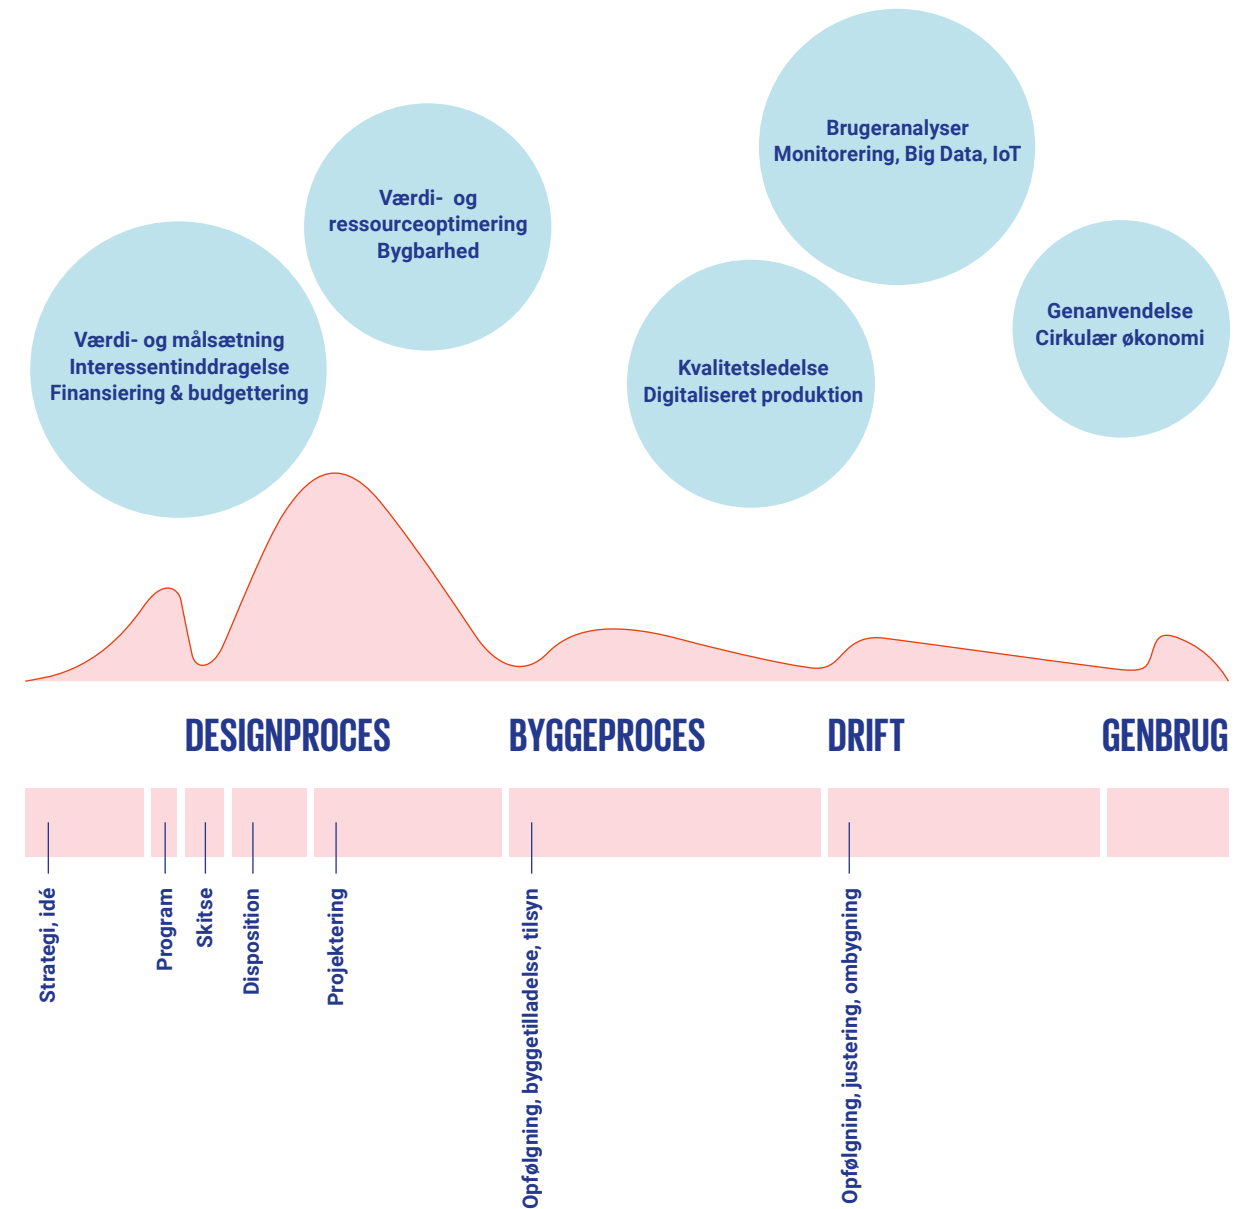 Brugeranalyser
Monitorering, Big Data, IoT
Værdi- og
ressourceoptimering
Bygbarhed
Genanvendelse
Cirkulær økonomi
Værdi- og målsætning
Interessentinddragelse
Finansiering & budgettering
Kvalitetsledelse
Digitaliseret produktion
DESIGNPROCES
BYGGEPROCES
DRIFT
GENBRUG
Strategi, idé
Program
Skitse
Disposition
Projektering
Opfølgning, byggetilladelse, tilsyn
Opfølgning, justering, ombygning